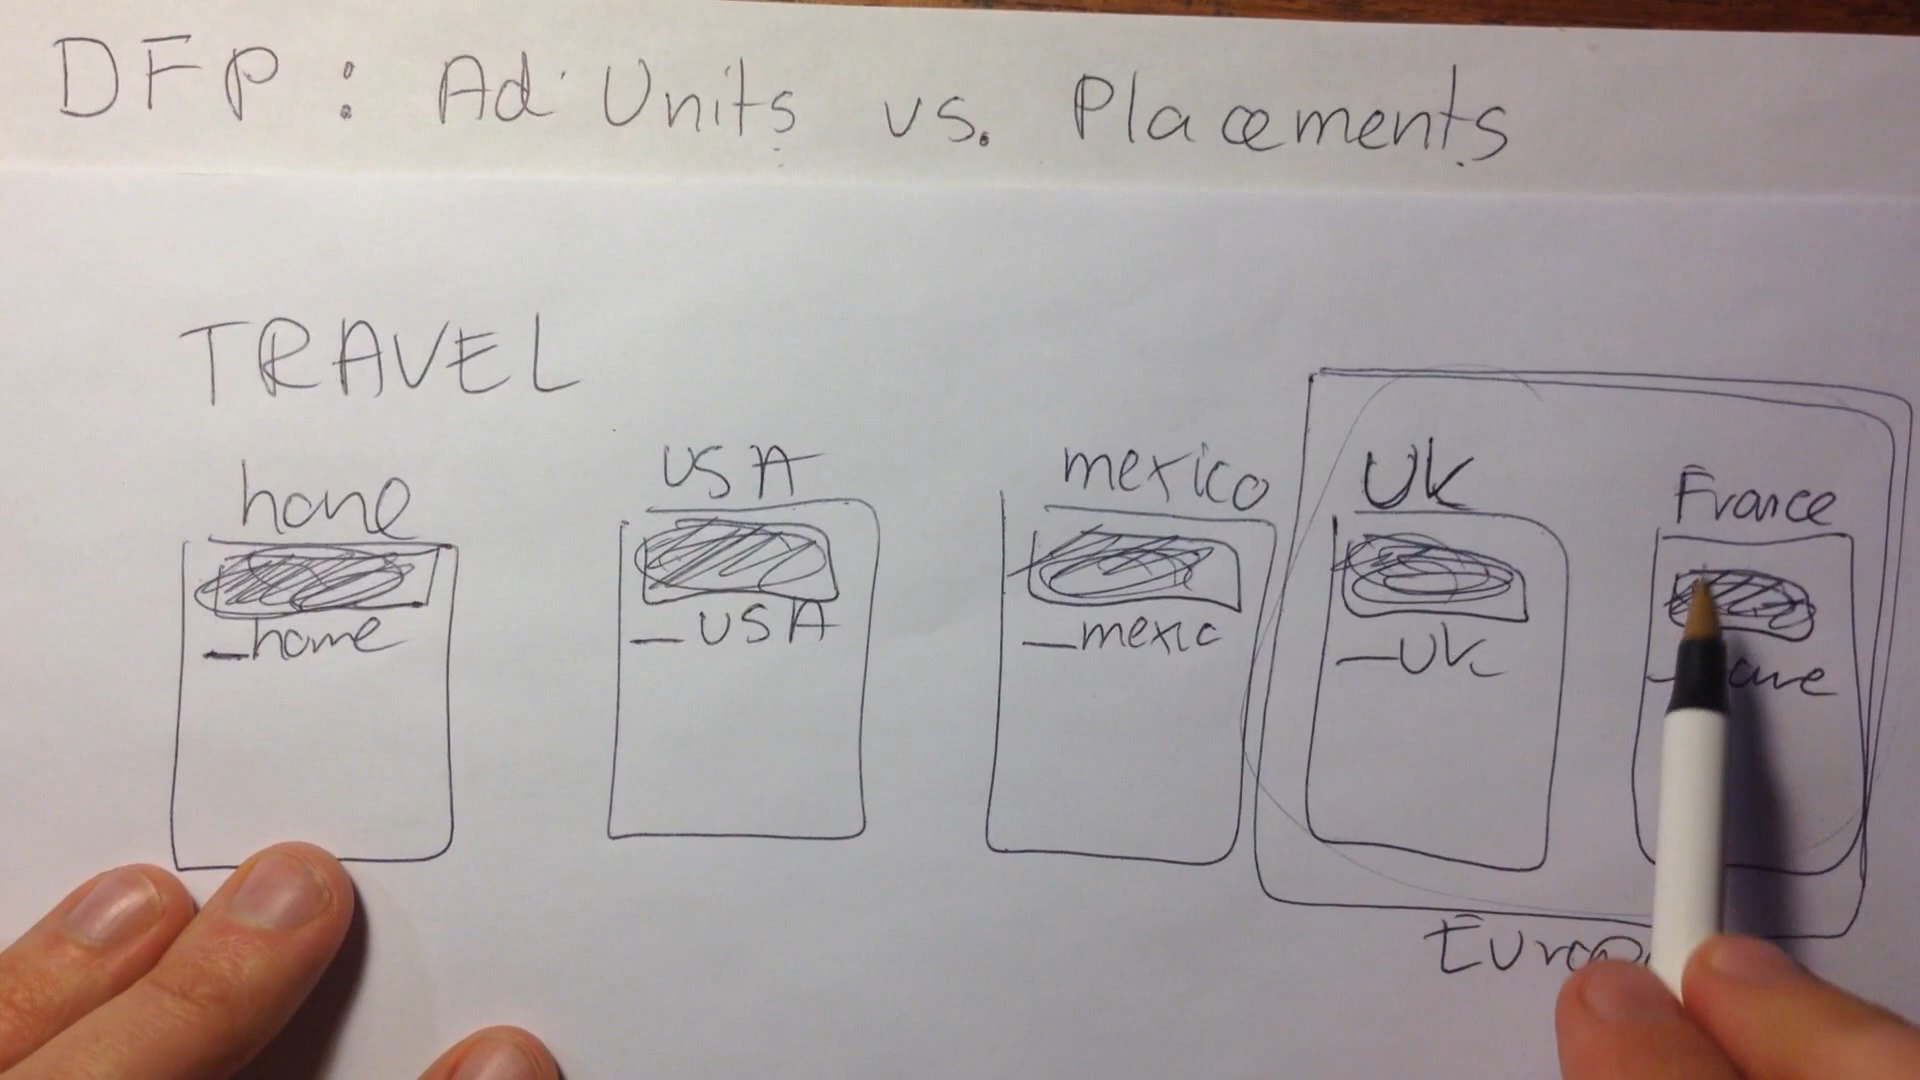 DFP: Ad Units vs. Placements
TRAVEL
home
USA
mexico
UK
France
_home
_USA
_mexic
_UK